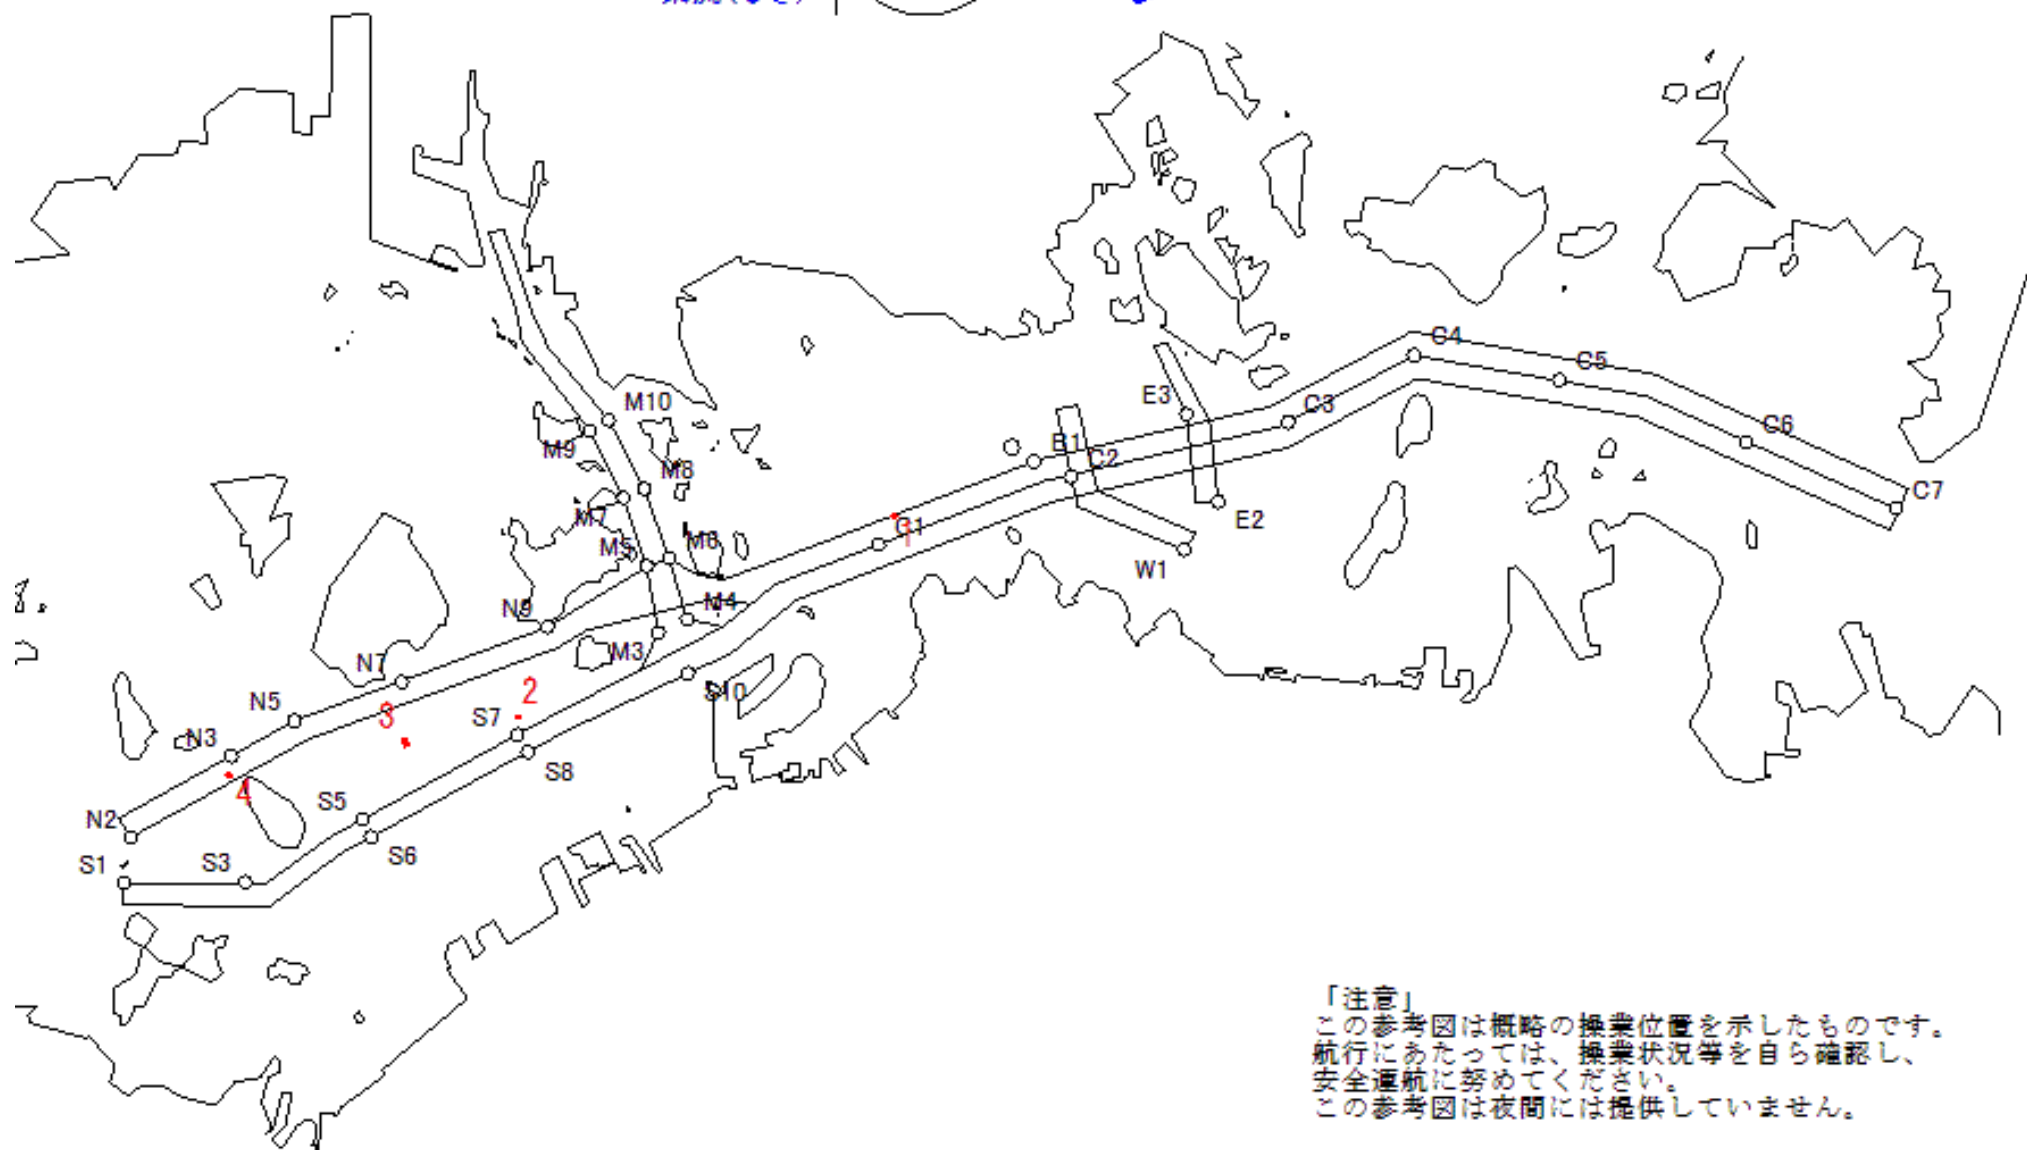 C4
C5
E3
M10
C3
C6
B1
M9
C2
M8
C7
M7
E2
C1
1
M6
M5
W1
N9
M4
M3
N7
2
S10
N5
3
S7
N3
S8
4
S5
N2
S6
S1
S3
「注意」
この参考図は概略の操業位置を示したものです。
航行にあたっては、操業状況等を自ら確認し、
安全運航に努めてください。
この参考図は夜間には提供していません。